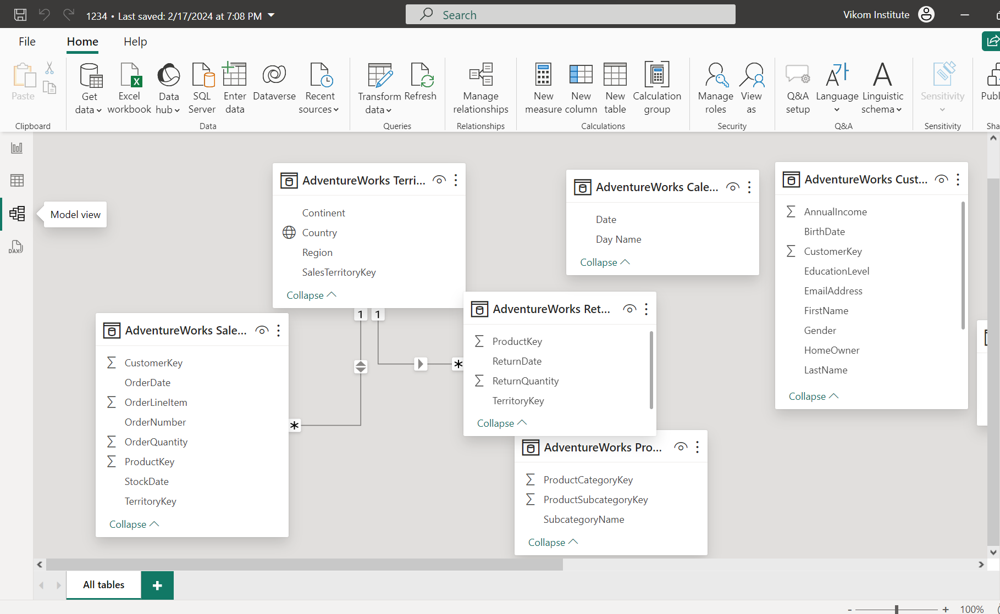 1234 • Last saved: 2/17/2024 at 7:08 PM
Search
Vikom Institute
File
Home
Help
Paste
Get data
Excel workbook
Data hub
SQL Server
Enter data
Dataverse
Recent sources
Transform data
Refresh
Manage relationships
New measure
New column
New table
Calculation group
Manage roles
View as
Q&A setup
Language
Linguistic schema
Sensitivity
Publ
Clipboard
Data
Queries
Relationships
Calculations
Security
Q&A
Sensitivity
Sha
Model view
DAX
AdventureWorks Terri...
Continent
Country
Region
SalesTerritoryKey
Collapse
AdventureWorks Cale...
Date
Day Name
Collapse
AdventureWorks Cust...
AnnualIncome
BirthDate
CustomerKey
EducationLevel
EmailAddress
FirstName
Gender
HomeOwner
LastName
Collapse
1
1
*
*
AdventureWorks Sale...
CustomerKey
OrderDate
OrderLineItem
OrderNumber
OrderQuantity
ProductKey
StockDate
TerritoryKey
Collapse
AdventureWorks Ret...
ProductKey
ReturnDate
ReturnQuantity
TerritoryKey
Collapse
AdventureWorks Pro...
ProductCategoryKey
ProductSubcategoryKey
SubcategoryName
Collapse
All tables
+
- + 100%